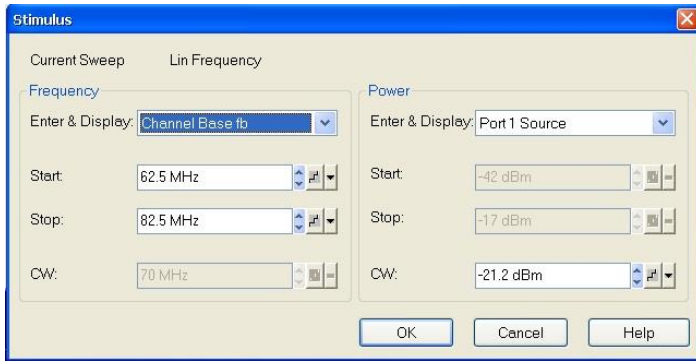 Stimulus
Current Sweep Lin Frequency
Frequency
Enter & Display: Channel Base fb
Start: 62.5 MHz
Stop: 82.5 MHz
CW: 70 MHz
Power
Enter & Display: Port 1 Source
Start: -42 dBm
Stop: -17 dBm
CW: -21.2 dBm
OK Cancel Help